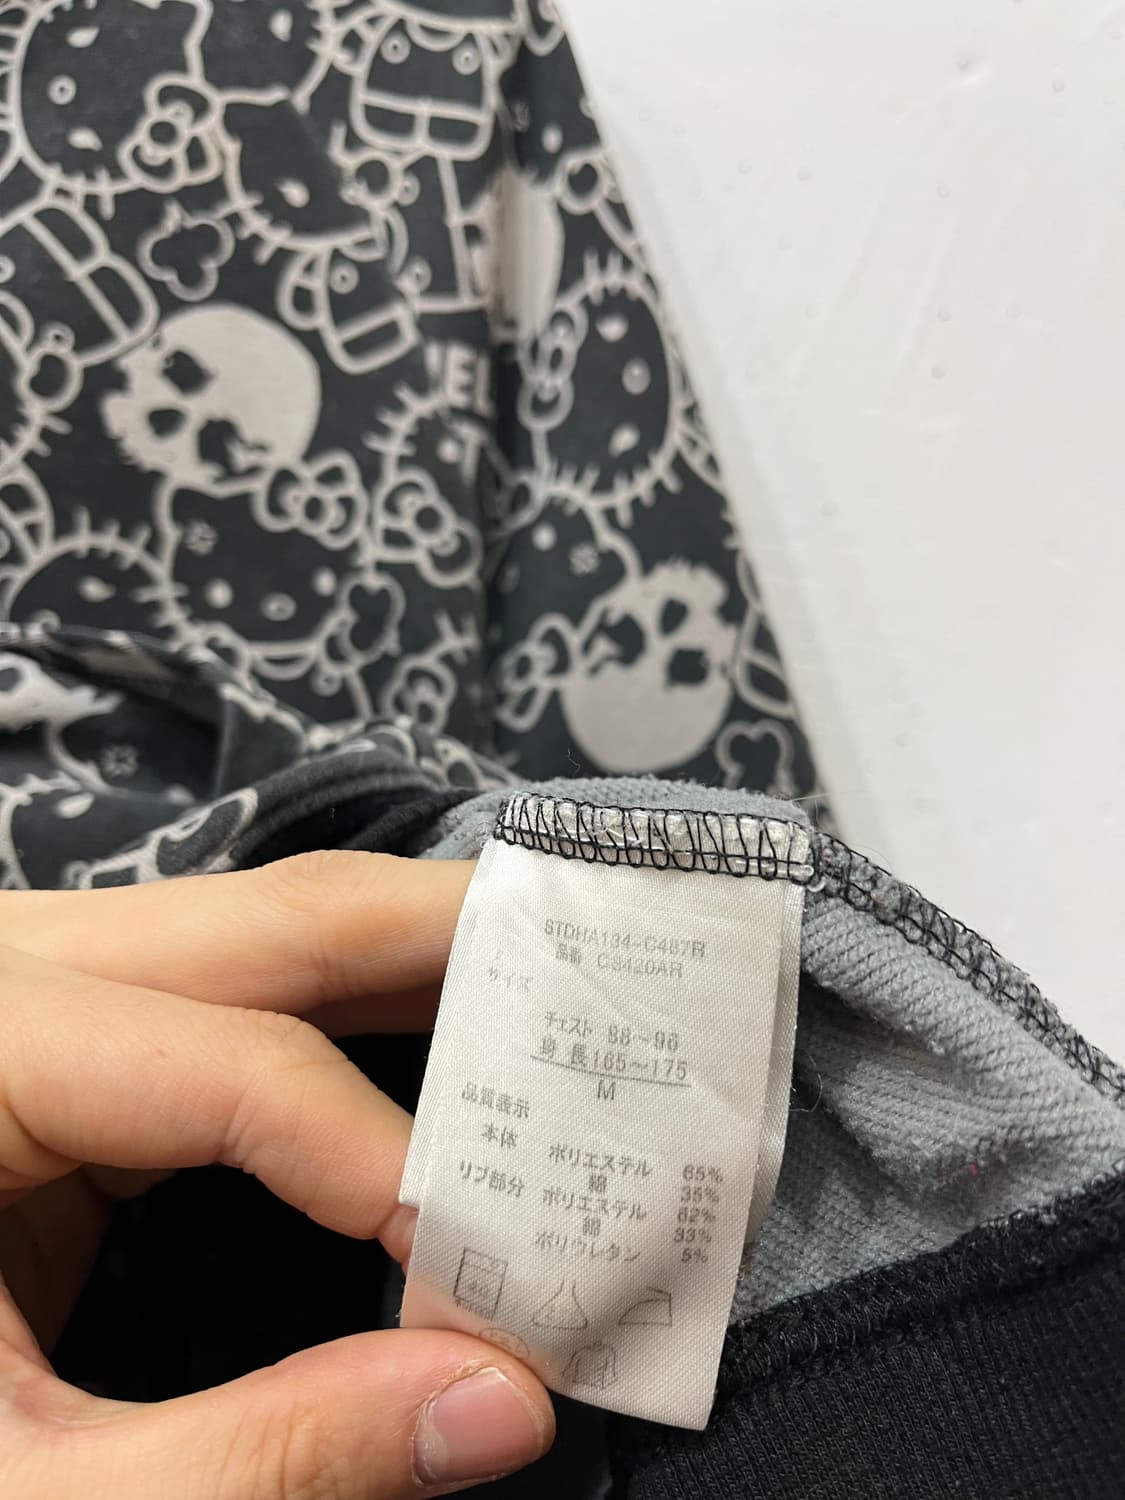 STDHA134-C487R
品番 C3420AR
サイズ
チェスト 88～96
身 長165～175
M
品質表示
本体 ポリエステル 65%
綿 35%
リブ部分 ポリエステル 62%
綿 33%
ポリウレタン 5%